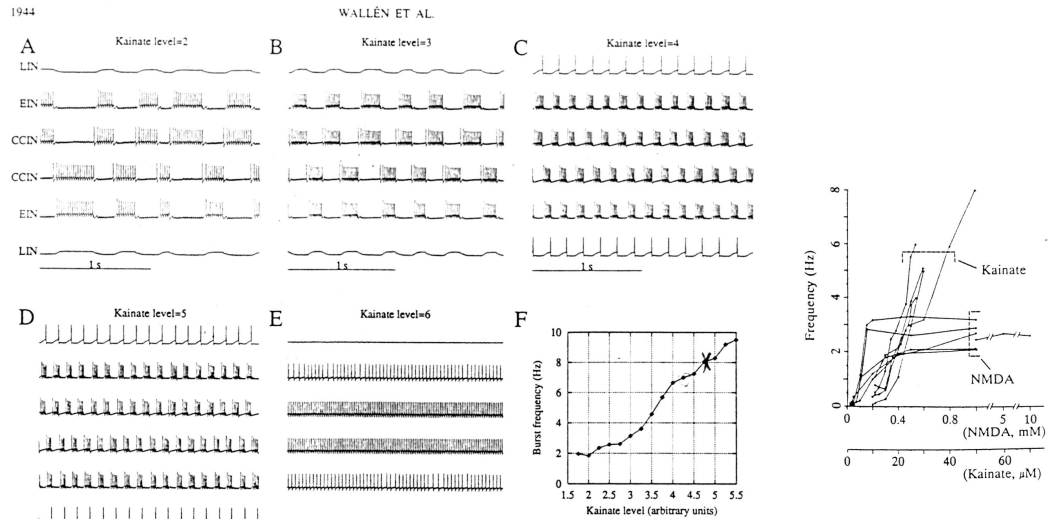 1944
WALLÉN ET AL.
A
Kainate level=2
B
Kainate level=3
C
Kainate level=4
LIN
EIN
CCIN
CCIN
EIN
LIN
1 s
1 s
1 s
D
Kainate level=5
E
Kainate level=6
F
Burst frequency (Hz)
10
8
6
4
2
0
1.5 2 2.5 3 3.5 4 4.5 5 5.5
Kainate level (arbitrary units)
Frequency (Hz)
8
6
4
2
0
Kainate
NMDA
0 0.4 0.8 5 10
(NMDA, mM)
0 20 40 60
(Kainate, µM)